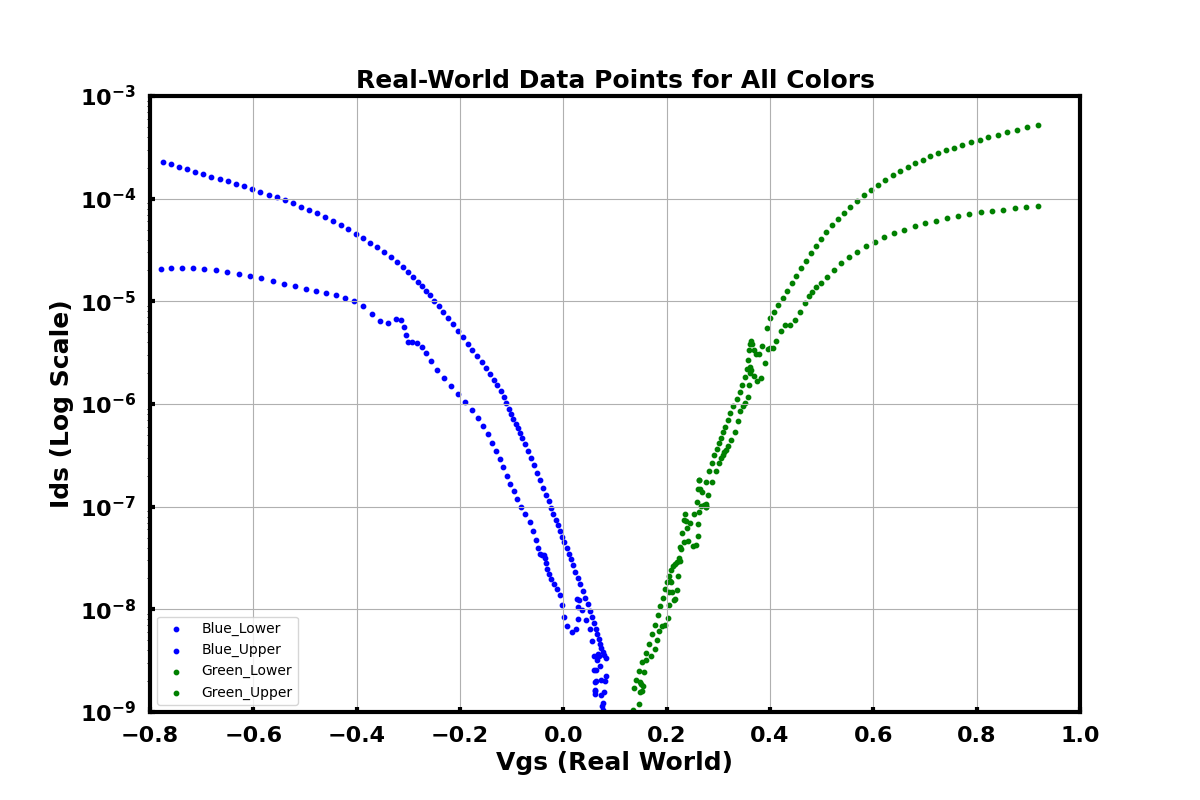 Real-World Data Points for All Colors
10⁻³
10⁻⁴
10⁻⁵
10⁻⁶
10⁻⁷
10⁻⁸
10⁻⁹
Ids (Log Scale)
Blue_Lower
Blue_Upper
Green_Lower
Green_Upper
−0.8 −0.6 −0.4 −0.2 0.0 0.2 0.4 0.6 0.8 1.0
Vgs (Real World)